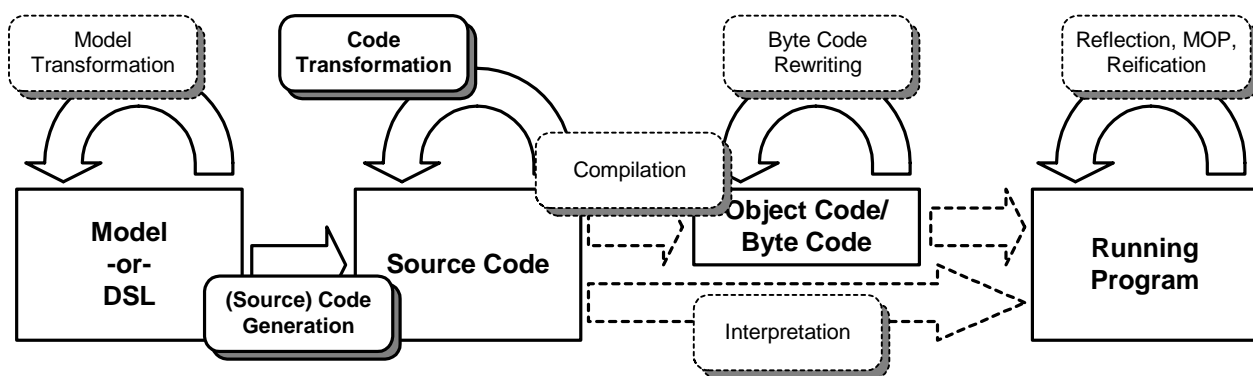 Model
Transformation
Code
Transformation
Byte Code
Rewriting
Reflection, MOP,
Reification
Compilation
Model
-or-
DSL
Source Code
Object Code/
Byte Code
Running
Program
(Source) Code
Generation
Interpretation